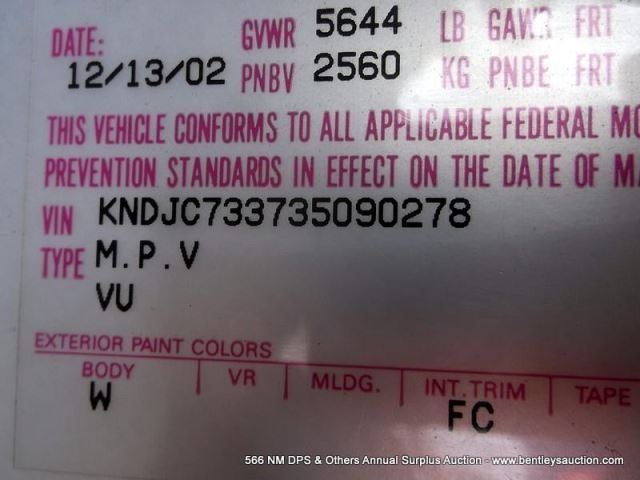 DATE: GVWR 5644 LB GAWR FRT
12/13/02 PNBV 2560 KG PNBE FRT
THIS VEHICLE CONFORMS TO ALL APPLICABLE FEDERAL MO
PREVENTION STANDARDS IN EFFECT ON THE DATE OF MA
VIN KNDJC733735090278
TYPE M.P.V
VU
EXTERIOR PAINT COLORS
BODY VR MLDG. INT.TRIM TAPE
W FC
566 NM DPS & Others Annual Surplus Auction - www.bentleysauction.com